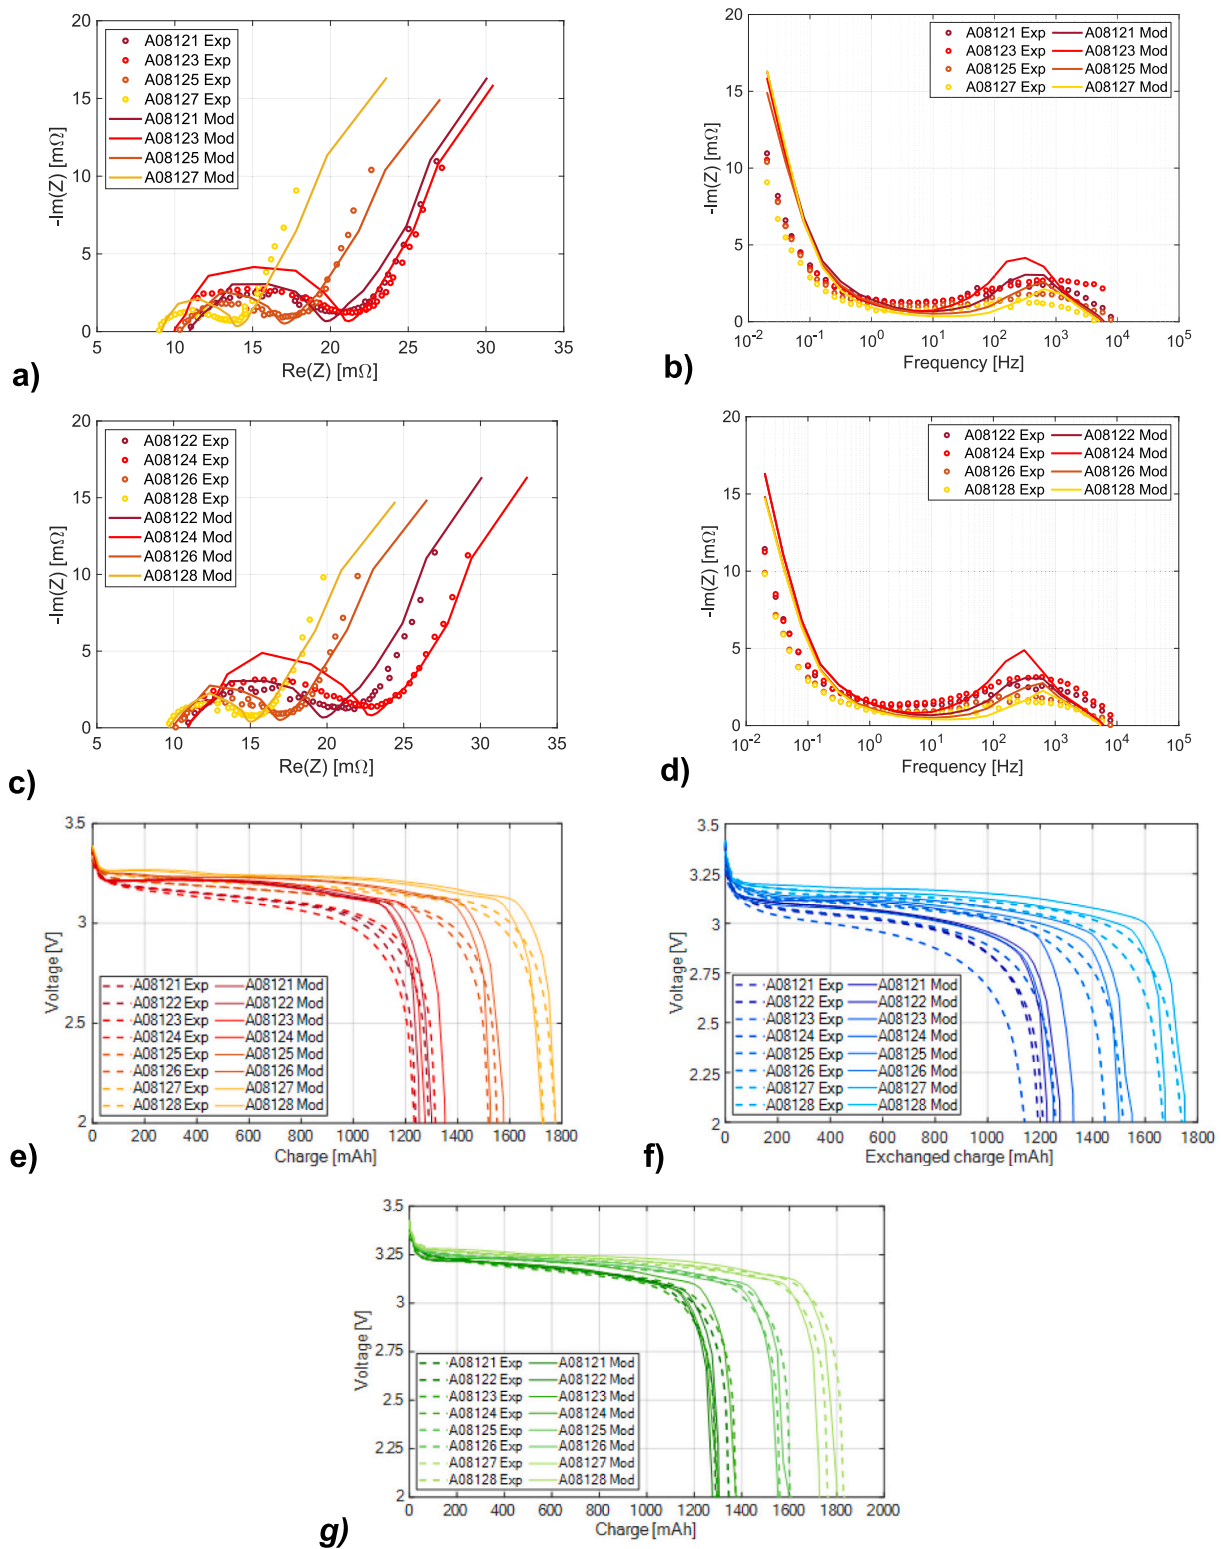 20
15
10
5
0
-Im(Z) [mΩ]
A08121 Exp
A08123 Exp
A08125 Exp
A08127 Exp
A08121 Mod
A08123 Mod
A08125 Mod
A08127 Mod
5 10 15 20 25 30 35
Re(Z) [mΩ]
a)
20
15
10
5
0
-Im(Z) [mΩ]
A08121 Exp A08121 Mod
A08123 Exp A08123 Mod
A08125 Exp A08125 Mod
A08127 Exp A08127 Mod
10⁻² 10⁻¹ 10⁰ 10¹ 10² 10³ 10⁴ 10⁵
Frequency [Hz]
b)
20
15
10
5
0
-Im(Z) [mΩ]
A08122 Exp
A08124 Exp
A08126 Exp
A08128 Exp
A08122 Mod
A08124 Mod
A08126 Mod
A08128 Mod
5 10 15 20 25 30 35
Re(Z) [mΩ]
c)
20
15
10
5
0
-Im(Z) [mΩ]
A08122 Exp A08122 Mod
A08124 Exp A08124 Mod
A08126 Exp A08126 Mod
A08128 Exp A08128 Mod
10⁻² 10⁻¹ 10⁰ 10¹ 10² 10³ 10⁴ 10⁵
Frequency [Hz]
d)
3.5
3
2.5
2
Voltage [V]
A08121 Exp A08121 Mod
A08122 Exp A08122 Mod
A08123 Exp A08123 Mod
A08124 Exp A08124 Mod
A08125 Exp A08125 Mod
A08126 Exp A08126 Mod
A08127 Exp A08127 Mod
A08128 Exp A08128 Mod
0 200 400 600 800 1000 1200 1400 1600 1800
Charge [mAh]
e)
3.5
3.25
3
2.75
2.5
2.25
2
Voltage [V]
A08121 Exp A08121 Mod
A08122 Exp A08122 Mod
A08123 Exp A08123 Mod
A08124 Exp A08124 Mod
A08125 Exp A08125 Mod
A08126 Exp A08126 Mod
A08127 Exp A08127 Mod
A08128 Exp A08128 Mod
0 200 400 600 800 1000 1200 1400 1600 1800
Exchanged charge [mAh]
f)
3.5
3.25
3
2.75
2.5
2.25
2
Voltage [V]
A08121 Exp A08121 Mod
A08122 Exp A08122 Mod
A08123 Exp A08123 Mod
A08124 Exp A08124 Mod
A08125 Exp A08125 Mod
A08126 Exp A08126 Mod
A08127 Exp A08127 Mod
A08128 Exp A08128 Mod
0 200 400 600 800 1000 1200 1400 1600 1800 2000
Charge [mAh]
g)